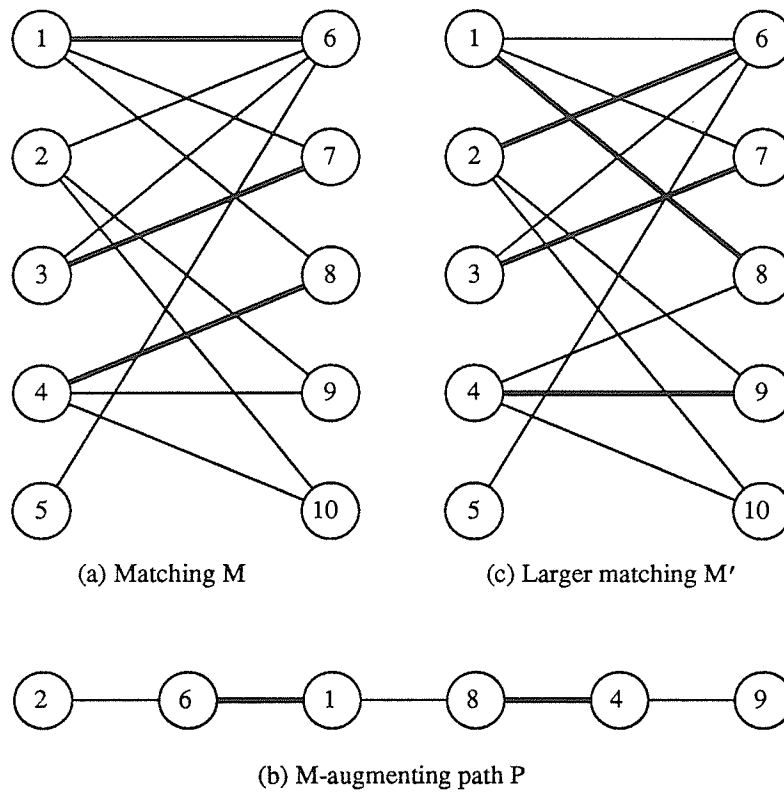 1 6 1 6
2 7 2 7
3 8 3 8
4 9 4 9
5 10 5 10
(a) Matching M (c) Larger matching M′
2 6 1 8 4 9
(b) M-augmenting path P